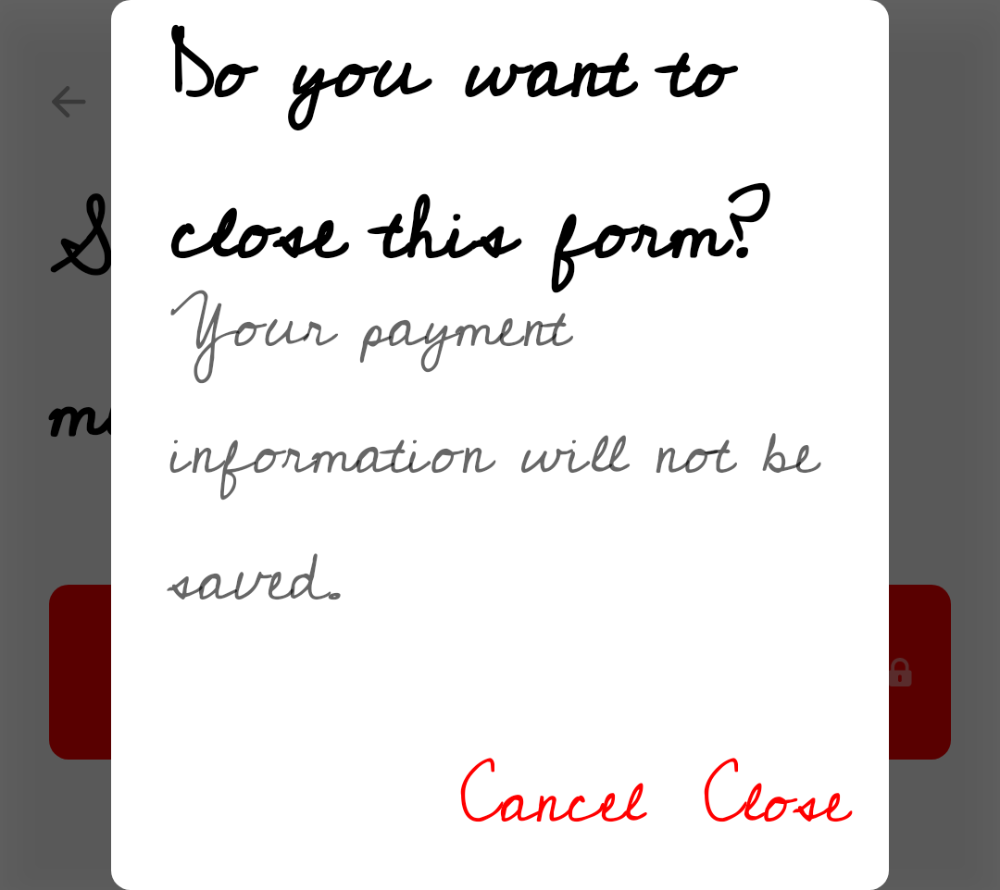 Do you want to
close this form?
Your payment
information will not be
saved.
Cancel Close